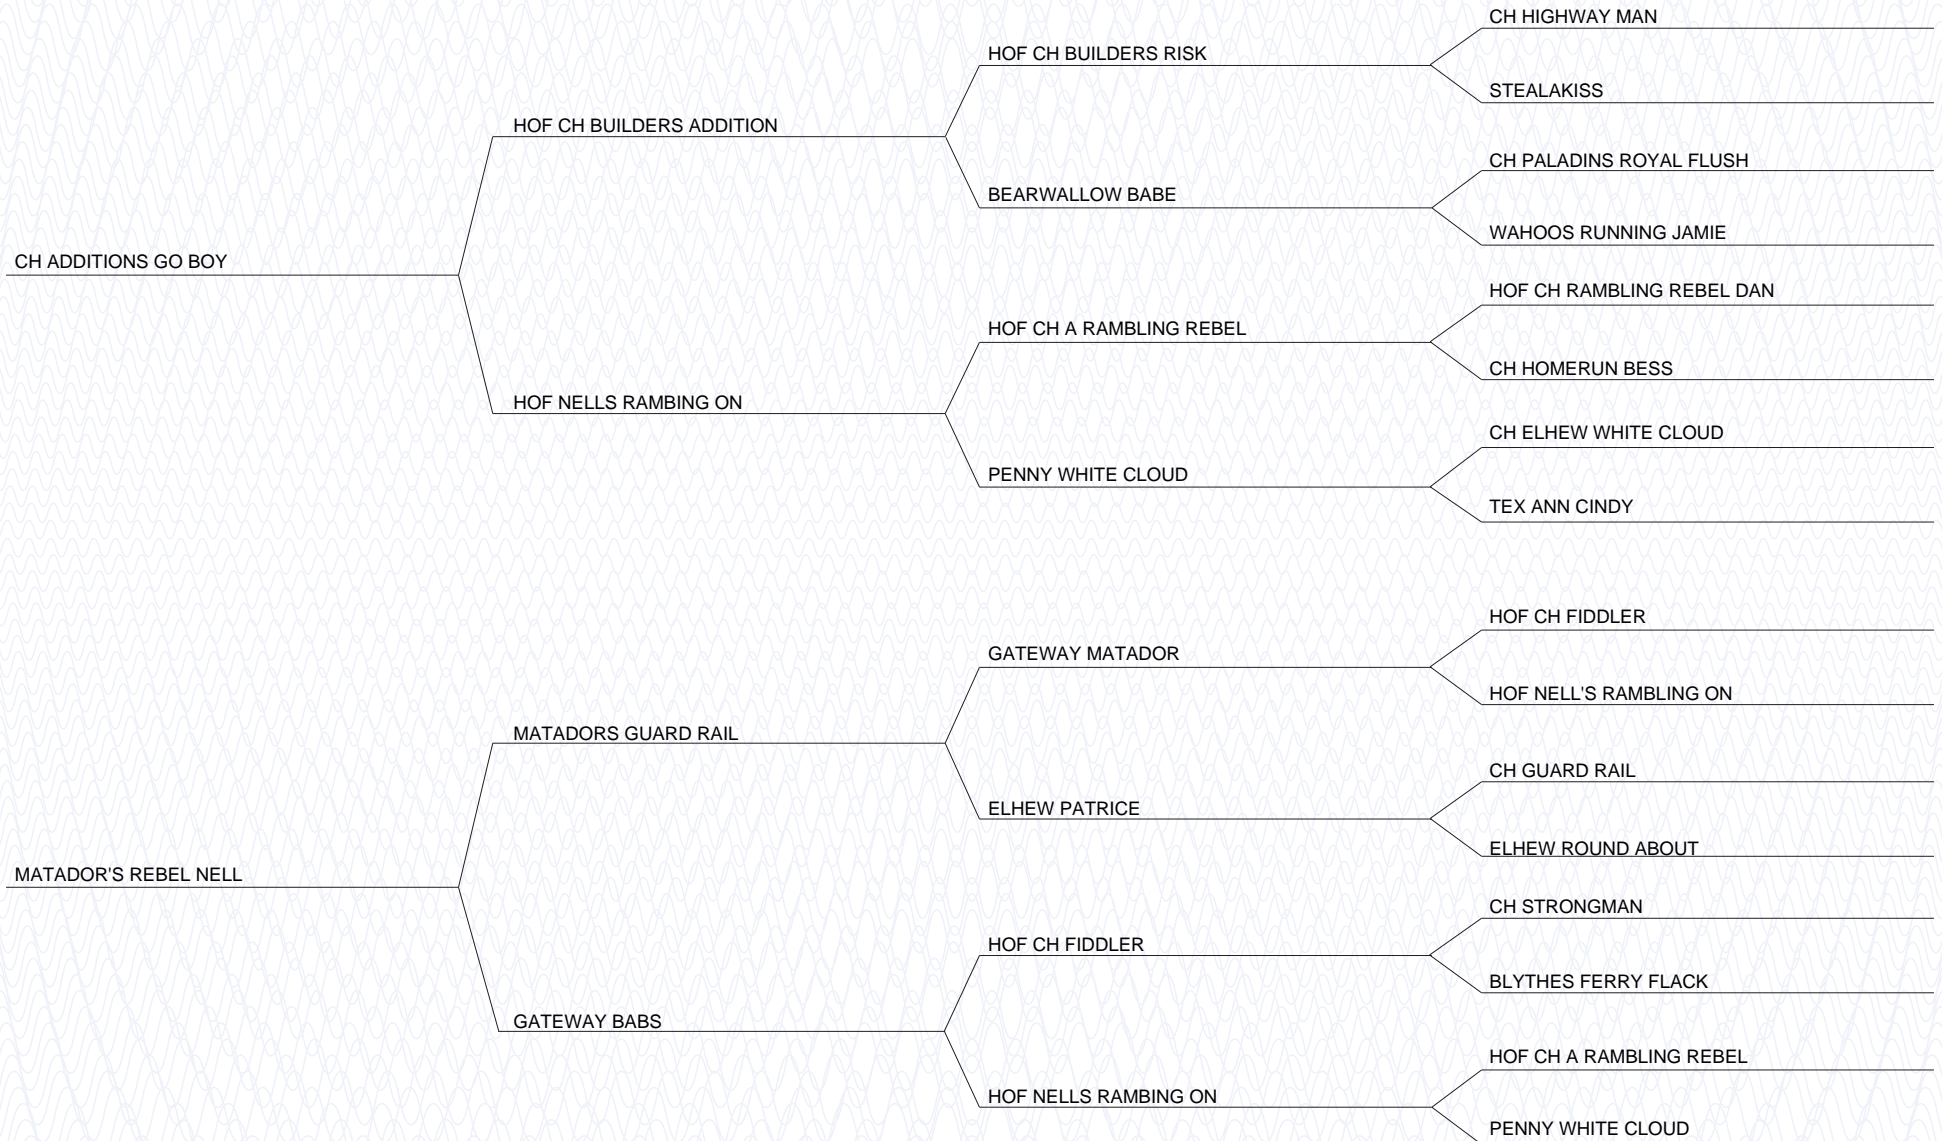 CH ADDITIONS GO BOY
HOF CH BUILDERS ADDITION
HOF CH BUILDERS RISK
CH HIGHWAY MAN
STEALAKISS
BEARWALLOW BABE
CH PALADINS ROYAL FLUSH
WAHOOS RUNNING JAMIE
HOF NELLS RAMBING ON
HOF CH A RAMBLING REBEL
HOF CH RAMBLING REBEL DAN
CH HOMERUN BESS
PENNY WHITE CLOUD
CH ELHEW WHITE CLOUD
TEX ANN CINDY
MATADOR'S REBEL NELL
MATADORS GUARD RAIL
GATEWAY MATADOR
HOF CH FIDDLER
HOF NELL'S RAMBLING ON
ELHEW PATRICE
CH GUARD RAIL
ELHEW ROUND ABOUT
GATEWAY BABS
HOF CH FIDDLER
CH STRONGMAN
BLYTHES FERRY FLACK
HOF NELLS RAMBING ON
HOF CH A RAMBLING REBEL
PENNY WHITE CLOUD